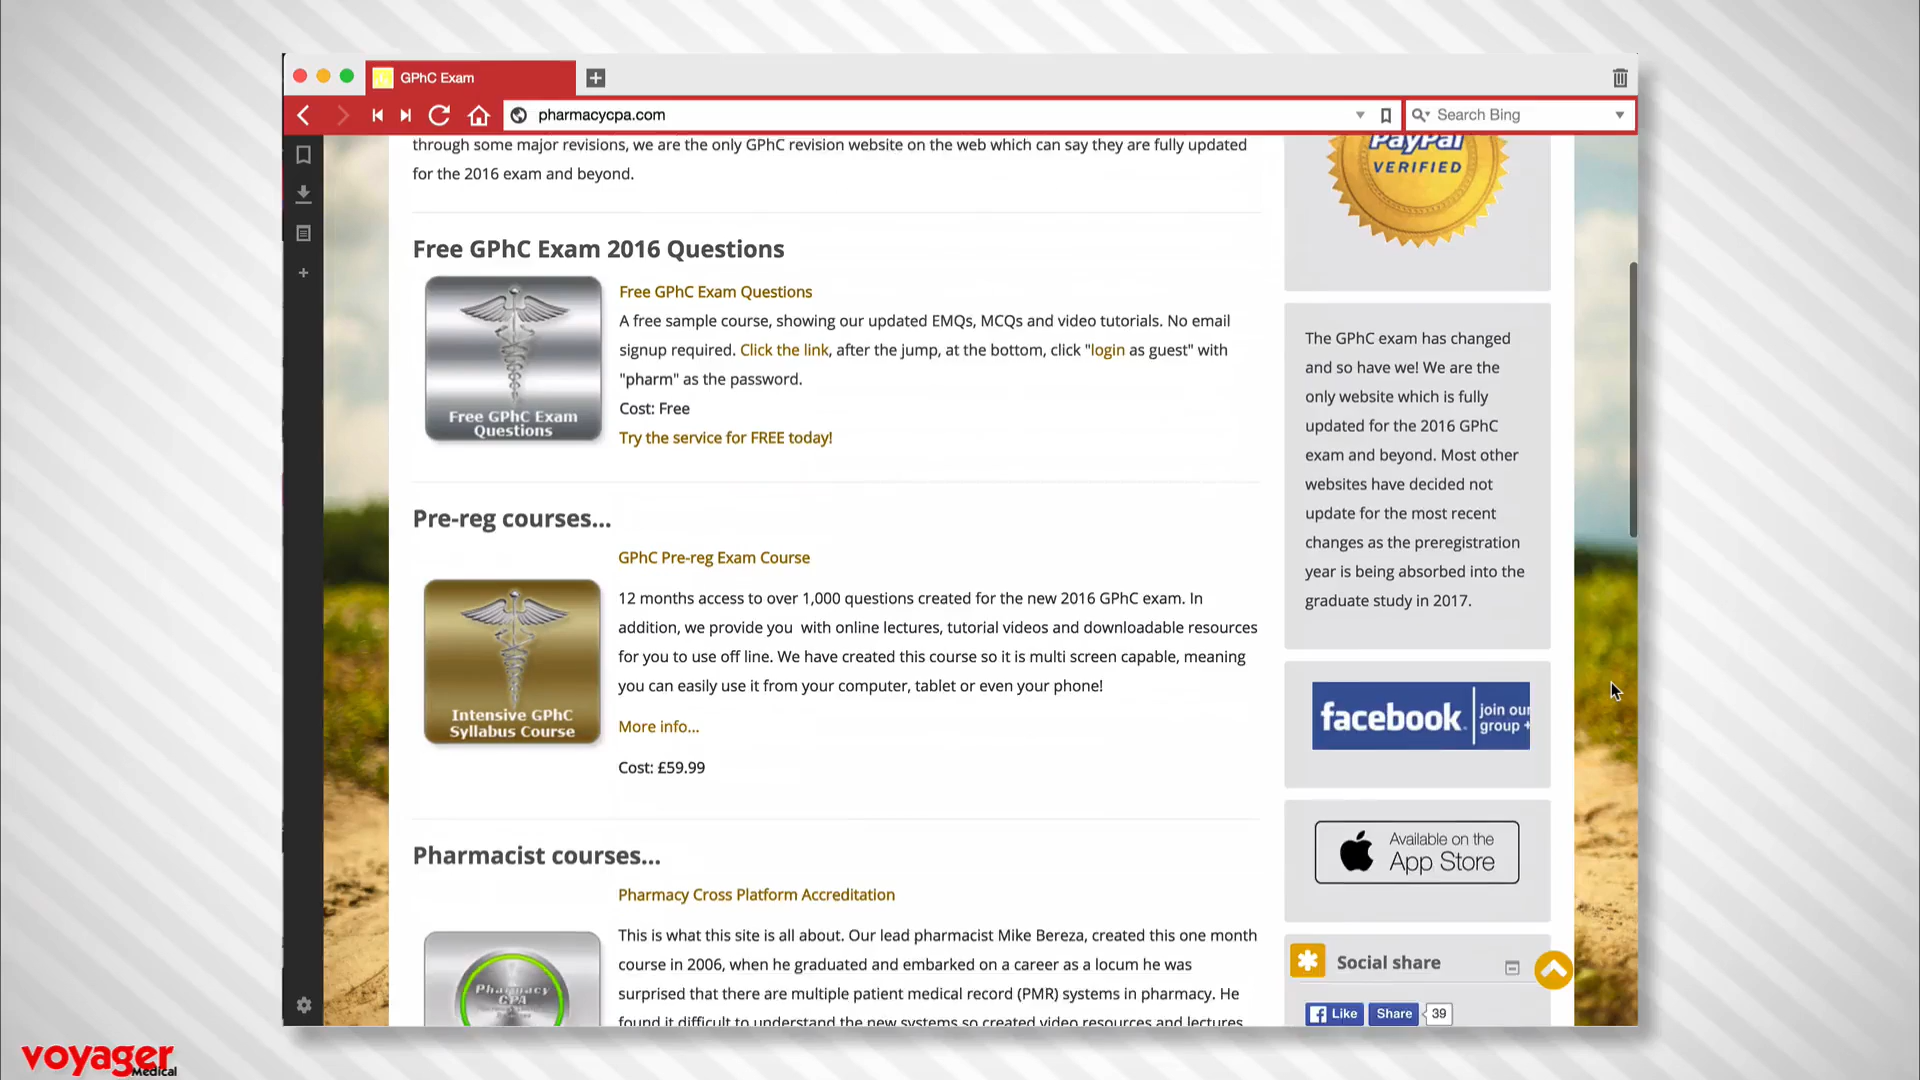 GPhC Exam
pharmacycpa.com
Search Bing
through some major revisions, we are the only GPhC revision website on the web which can say they are fully updated
for the 2016 exam and beyond.
Free GPhC Exam 2016 Questions
Free GPhC Exam
Questions
Free GPhC Exam Questions
A free sample course, showing our updated EMQs, MCQs and video tutorials. No email
signup required. Click the link, after the jump, at the bottom, click "login as guest" with
"pharm" as the password.
Cost: Free
Try the service for FREE today!
Pre-reg courses...
GPhC Pre-reg Exam Course
Intensive GPhC
Syllabus Course
12 months access to over 1,000 questions created for the new 2016 GPhC exam. In
addition, we provide you with online lectures, tutorial videos and downloadable resources
for you to use off line. We have created this course so it is multi screen capable, meaning
you can easily use it from your computer, tablet or even your phone!
More info...
Cost: £59.99
Pharmacist courses...
Pharmacy Cross Platform Accreditation
Pharmacy
CPA
This is what this site is all about. Our lead pharmacist Mike Bereza, created this one month
course in 2006, when he graduated and embarked on a career as a locum he was
surprised that there are multiple patient medical record (PMR) systems in pharmacy. He
found it difficult to understand the new systems so created video resources and lectures
PayPal
VERIFIED
The GPhC exam has changed
and so have we! We are the
only website which is fully
updated for the 2016 GPhC
exam and beyond. Most other
websites have decided not
update for the most recent
changes as the preregistration
year is being absorbed into the
graduate study in 2017.
facebook
join our
group +
Available on the
App Store
Social share
Like
Share
39
voyager
Medical